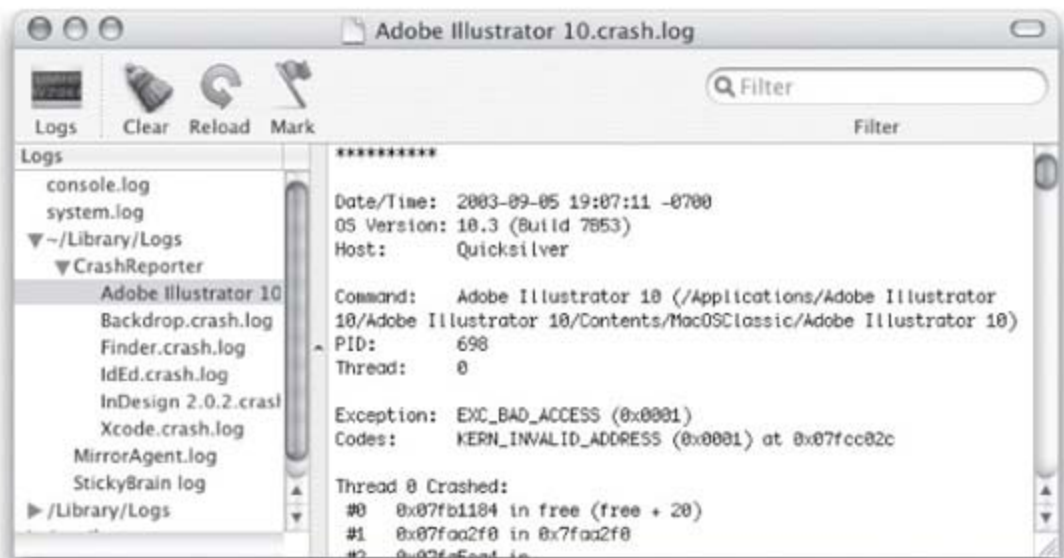 Adobe Illustrator 10.crash.log
Filter
Logs
Clear
Reload
Mark
Filter
Logs
console.log
system.log
~/Library/Logs
CrashReporter
Adobe Illustrator 10
Backdrop.crash.log
Finder.crash.log
IdEd.crash.log
InDesign 2.0.2.crash
Xcode.crash.log
MirrorAgent.log
StickyBrain log
/Library/Logs
**********
Date/Time: 2003-09-05 19:07:11 -0700
OS Version: 10.3 (Build 7B53)
Host: Quicksilver
Command: Adobe Illustrator 10 (/Applications/Adobe Illustrator
10/Adobe Illustrator 10/Contents/MacOSClassic/Adobe Illustrator 10)
PID: 698
Thread: 0
Exception: EXC_BAD_ACCESS (0x0001)
Codes: KERN_INVALID_ADDRESS (0x0001) at 0x07fcc02c
Thread 0 Crashed:
#0 0x07fb1184 in free (free + 20)
#1 0x07faa2f0 in 0x7faa2f0